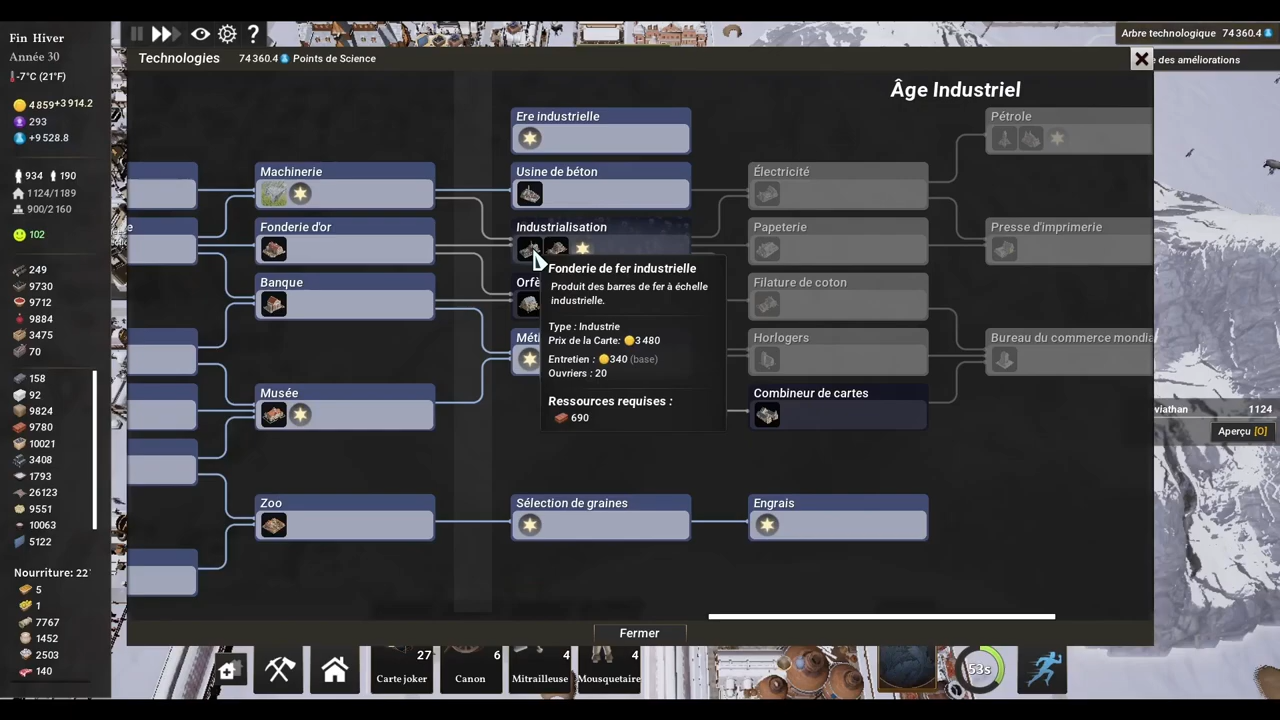 Fin Hiver
Année 30
-7°C (21°F)
4 859+3 914.2
293
+9 528.8
934 190
1124/1189
900/2160
102
249
9730
9712
9884
3475
70
158
92
9824
9780
10021
3408
1793
26123
9551
10063
5122
Nourriture: 22
5
1
7767
1452
2503
140
Technologies 74 360.4 Points de Science
Arbre technologique 74 360.4
des améliorations
Âge Industriel
Ere industrielle
Pétrole
Machinerie
Usine de béton
Électricité
Fonderie d'or
Industrialisation
Papeterie
Presse d'imprimerie
Banque
Orfè
Filature de coton
Méti
Horlogers
Bureau du commerce mondia
Musée
Combineur de cartes
Zoo
Sélection de graines
Engrais
Fonderie de fer industrielle
Produit des barres de fer à échelle
industrielle.
Type : Industrie
Prix de la Carte: 3 480
Entretien : 340 (base)
Ouvriers : 20
Ressources requises :
690
viathan 1124
Aperçu [O]
Fermer
27
Carte joker
6
Canon
4
Mitrailleuse
4
Mousquetaire
53s